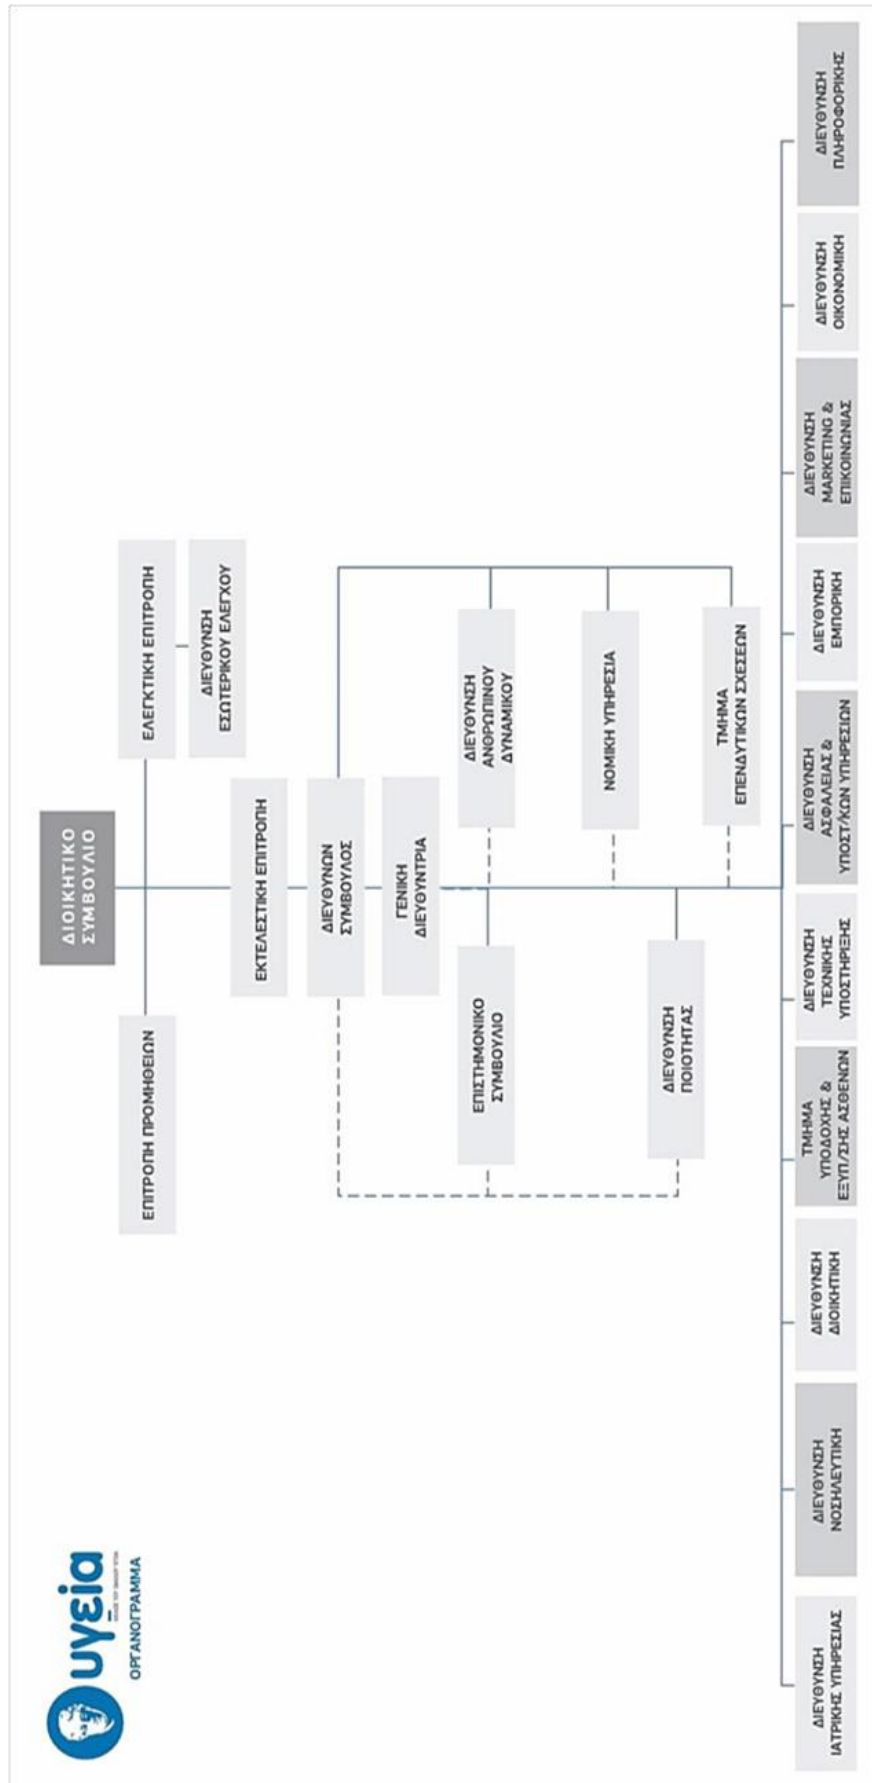 υγεία
ΟΡΓΑΝΟΓΡΑΜΜΑ
ΔΙΟΙΚΗΤΙΚΟ
ΣΥΜΒΟΥΛΙΟ
ΕΠΙΤΡΟΠΗ ΠΡΟΜΗΘΕΙΩΝ
ΕΛΕΓΚΤΙΚΗ ΕΠΙΤΡΟΠΗ
ΔΙΕΥΘΥΝΣΗ
ΕΣΩΤΕΡΙΚΟΥ ΕΛΕΓΧΟΥ
ΕΚΤΕΛΕΣΤΙΚΗ ΕΠΙΤΡΟΠΗ
ΔΙΕΥΘΥΝΩΝ
ΣΥΜΒΟΥΛΟΣ
ΓΕΝΙΚΗ
ΔΙΕΥΘΥΝΤΡΙΑ
ΕΠΙΣΤΗΜΟΝΙΚΟ
ΣΥΜΒΟΥΛΙΟ
ΔΙΕΥΘΥΝΣΗ
ΑΝΘΡΩΠΙΝΟΥ
ΔΥΝΑΜΙΚΟΥ
ΝΟΜΙΚΗ ΥΠΗΡΕΣΙΑ
ΔΙΕΥΘΥΝΣΗ
ΠΟΙΟΤΗΤΑΣ
ΤΜΗΜΑ
ΕΠΕΝΔΥΤΙΚΩΝ ΣΧΕΣΕΩΝ
ΔΙΕΥΘΥΝΣΗ
ΙΑΤΡΙΚΗΣ ΥΠΗΡΕΣΙΑΣ
ΔΙΕΥΘΥΝΣΗ
ΝΟΣΗΛΕΥΤΙΚΗ
ΔΙΕΥΘΥΝΣΗ
ΔΙΟΙΚΗΤΙΚΗ
ΤΜΗΜΑ
ΥΠΟΔΟΧΗΣ &
ΕΞΥΠ/ΣΗΣ ΑΣΘΕΝΩΝ
ΔΙΕΥΘΥΝΣΗ
ΤΕΧΝΙΚΗΣ
ΥΠΟΣΤΗΡΙΞΗΣ
ΔΙΕΥΘΥΝΣΗ
ΑΣΦΑΛΕΙΑΣ &
ΥΠΟΣΤ/ΚΩΝ ΥΠΗΡΕΣΙΩΝ
ΔΙΕΥΘΥΝΣΗ
ΕΜΠΟΡΙΚΗ
ΔΙΕΥΘΥΝΣΗ
MARKETING &
ΕΠΙΚΟΙΝΩΝΙΑΣ
ΔΙΕΥΘΥΝΣΗ
ΟΙΚΟΝΟΜΙΚΗ
ΔΙΕΥΘΥΝΣΗ
ΠΛΗΡΟΦΟΡΙΚΗΣ